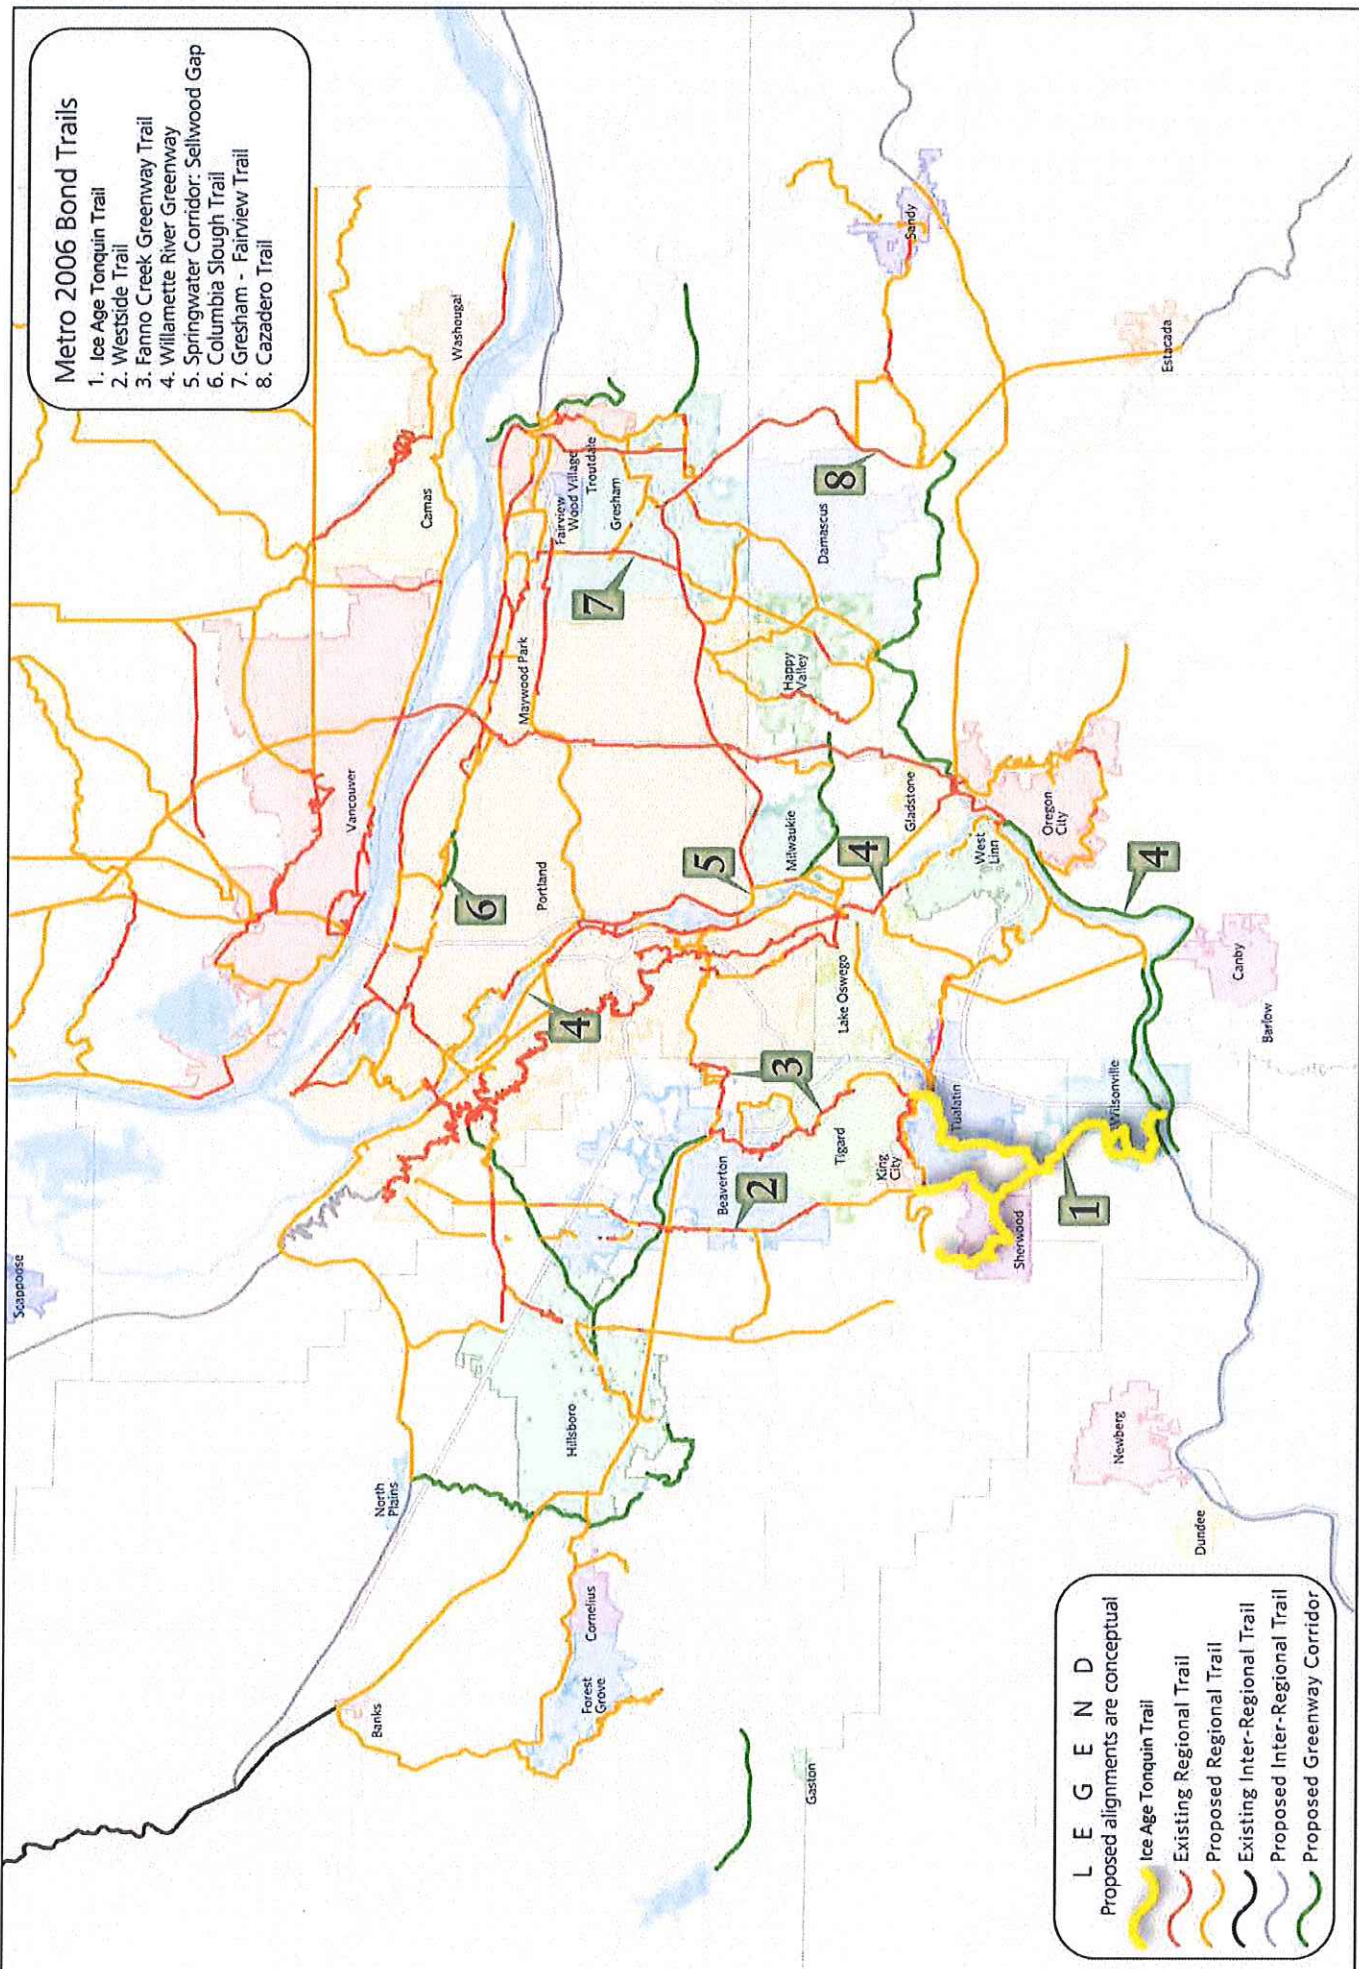 Metro 2006 Bond Trails
1. Ice Age Tonquin Trail
2. Westside Trail
3. Fanno Creek Greenway Trail
4. Willamette River Greenway
5. Springwater Corridor: Sellwood Gap
6. Columbia Slough Trail
7. Gresham - Fairview Trail
8. Cazadero Trail
Scappoose
Vancouver
Camas
Washougal
North
Plains
Banks
Maywood Park
Fairview
Wood Village
Troutdale
Gresham
Portland
Hillsboro
Cornelius
Forest
Grove
Beaverton
Milwaukie
Happy
Valley
Damascus
Sandy
Gaston
Tigard
King
City
Lake Oswego
Gladstone
Tualatin
West
Linn
Sherwood
Oregon
City
Wilsonville
Newberg
Estacada
Dundee
Canby
Barlow
6
7
4
5
8
3
2
4
1
4
LEGEND
Proposed alignments are conceptual
Ice Age Tonquin Trail
Existing Regional Trail
Proposed Regional Trail
Existing Inter-Regional Trail
Proposed Inter-Regional Trail
Proposed Greenway Corridor